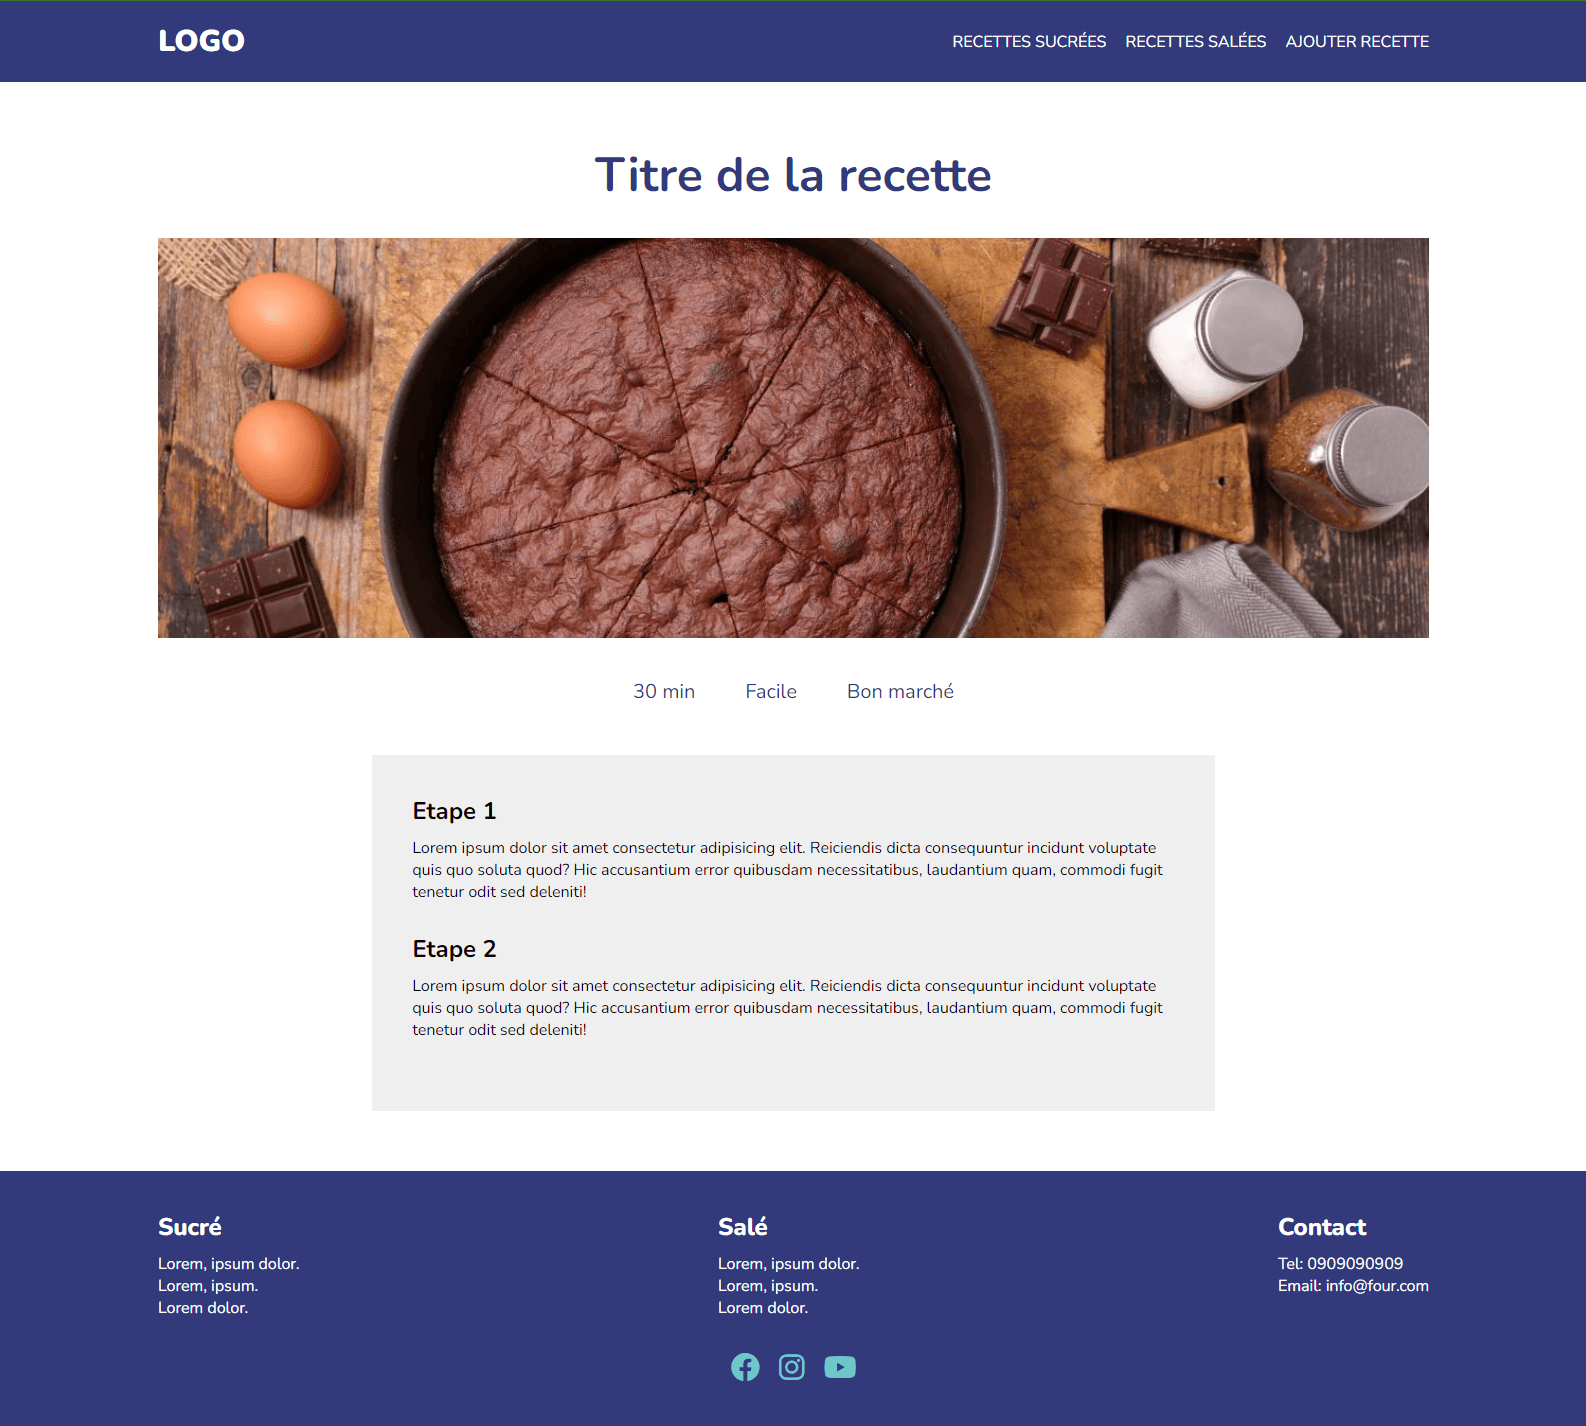 LOGO
RECETTES SUCRÉES RECETTES SALÉES AJOUTER RECETTE
Titre de la recette
30 min Facile Bon marché
Etape 1
Lorem ipsum dolor sit amet consectetur adipisicing elit. Reiciendis dicta consequuntur incidunt voluptate
quis quo soluta quod? Hic accusantium error quibusdam necessitatibus, laudantium quam, commodi fugit
tenetur odit sed deleniti!
Etape 2
Lorem ipsum dolor sit amet consectetur adipisicing elit. Reiciendis dicta consequuntur incidunt voluptate
quis quo soluta quod? Hic accusantium error quibusdam necessitatibus, laudantium quam, commodi fugit
tenetur odit sed deleniti!
Sucré
Lorem, ipsum dolor.
Lorem, ipsum.
Lorem dolor.
Salé
Lorem, ipsum dolor.
Lorem, ipsum.
Lorem dolor.
Contact
Tel: 0909090909
Email: info@four.com